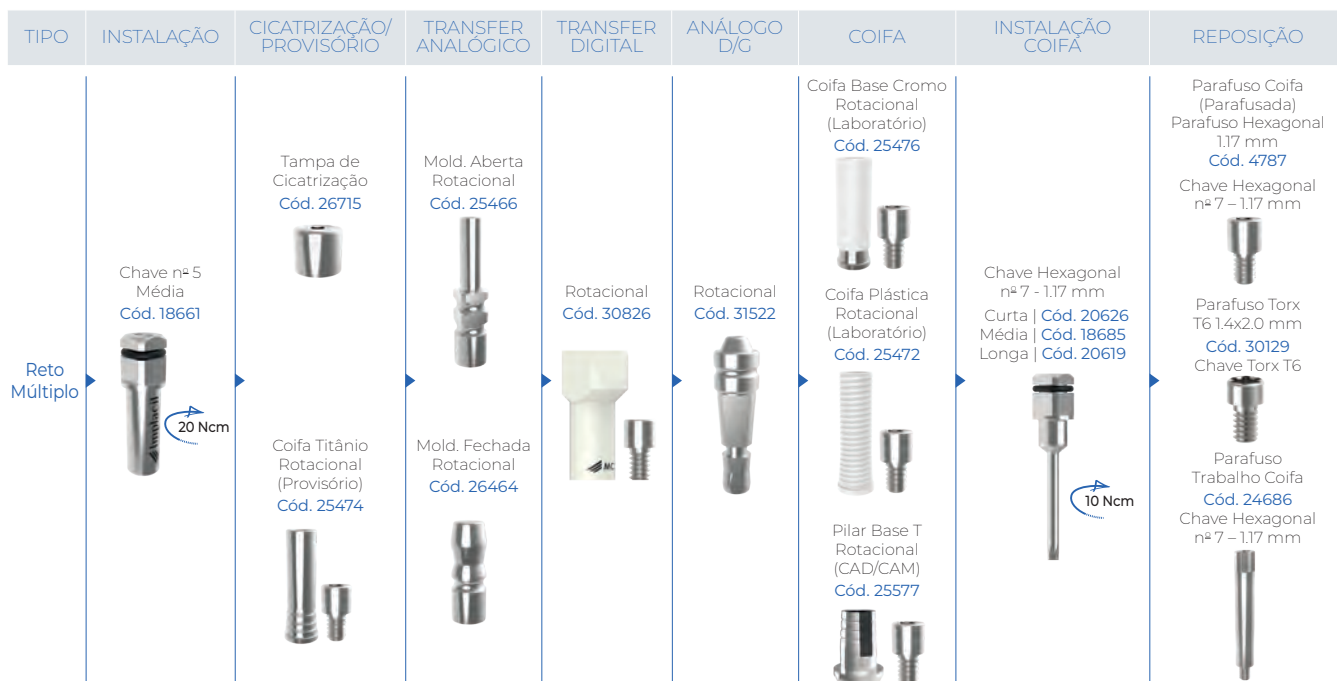 TIPO
INSTALAÇÃO
CICATRIZAÇÃO/
PROVISÓRIO
TRANSFER
ANALÓGICO
TRANSFER
DIGITAL
ANÁLOGO
D/G
COIFA
INSTALAÇÃO
COIFA
REPOSIÇÃO
Reto
Múltiplo
Chave nº 5
Média
Cód. 18661
Implacil
20 Ncm
Tampa de
Cicatrização
Cód. 26715
Coifa Titânio
Rotacional
(Provisório)
Cód. 25474
Mold. Aberta
Rotacional
Cód. 25466
Mold. Fechada
Rotacional
Cód. 26464
Rotacional
Cód. 30826
MC
Rotacional
Cód. 31522
Coifa Base Cromo
Rotacional
(Laboratório)
Cód. 25476
Coifa Plástica
Rotacional
(Laboratório)
Cód. 25472
Pilar Base T
Rotacional
(CAD/CAM)
Cód. 25577
Chave Hexagonal
nº 7 - 1.17 mm
Curta | Cód. 20626
Média | Cód. 18685
Longa | Cód. 20619
10 Ncm
Parafuso Coifa
(Parafusada)
Parafuso Hexagonal
1.17 mm
Cód. 4787
Chave Hexagonal
nº 7 – 1.17 mm
Parafuso Torx
T6 1.4x2.0 mm
Cód. 30129
Chave Torx T6
Parafuso
Trabalho Coifa
Cód. 24686
Chave Hexagonal
nº 7 – 1.17 mm